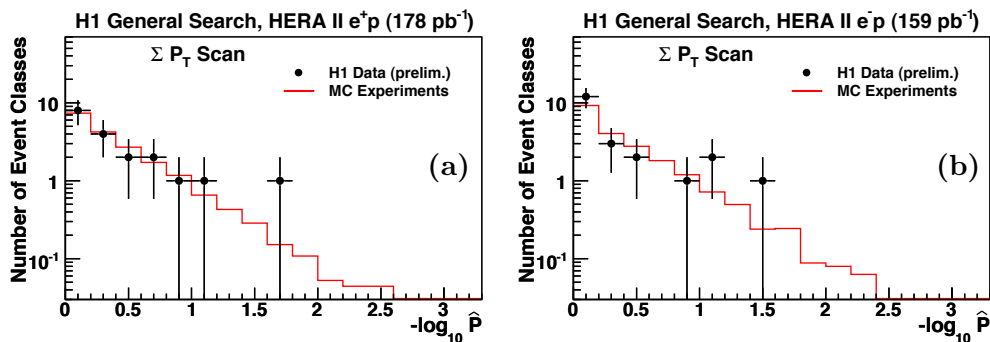 H1 General Search, HERA II e⁺p (178 pb⁻¹)
Σ P_T Scan
H1 Data (prelim.)
MC Experiments
(a)
Number of Event Classes
10
1
10⁻¹
0 0.5 1 1.5 2 2.5 3
-log₁₀ P̂
H1 General Search, HERA II e⁻p (159 pb⁻¹)
Σ P_T Scan
H1 Data (prelim.)
MC Experiments
(b)
Number of Event Classes
10
1
10⁻¹
0 0.5 1 1.5 2 2.5 3
-log₁₀ P̂